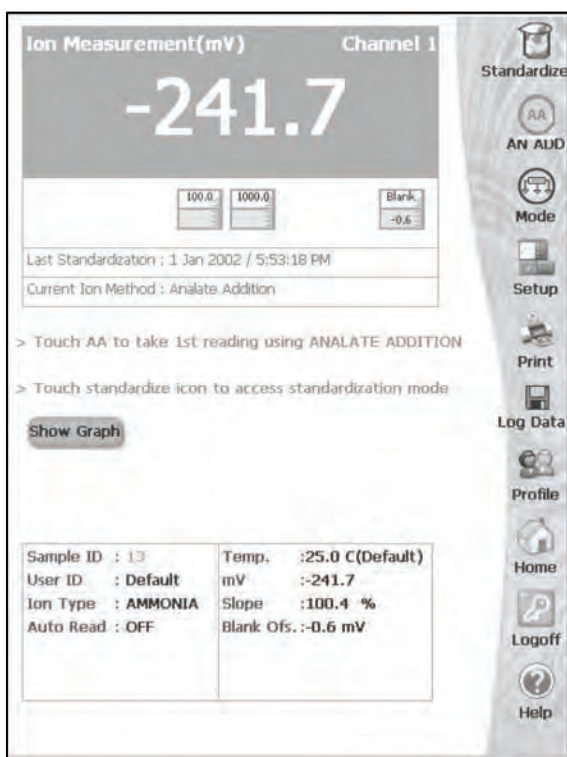 Ion Measurement(mV) Channel 1
-241.7
100.0 1000.0 Blank
-0.6
Last Standardization : 1 Jan 2002 / 5:53:18 PM
Current Ion Method : Analate Addition
> Touch AA to take 1st reading using ANALATE ADDITION
> Touch standardize icon to access standardization mode
Show Graph
Sample ID : 13
User ID : Default
Ion Type : AMMONIA
Auto Read : OFF
Temp. :25.0 C(Default)
mV :-241.7
Slope :100.4 %
Blank Ofs.:-0.6 mV
Standardize
AA
AN ADD
Mode
Setup
Print
Log Data
Profile
Home
Logoff
?
Help